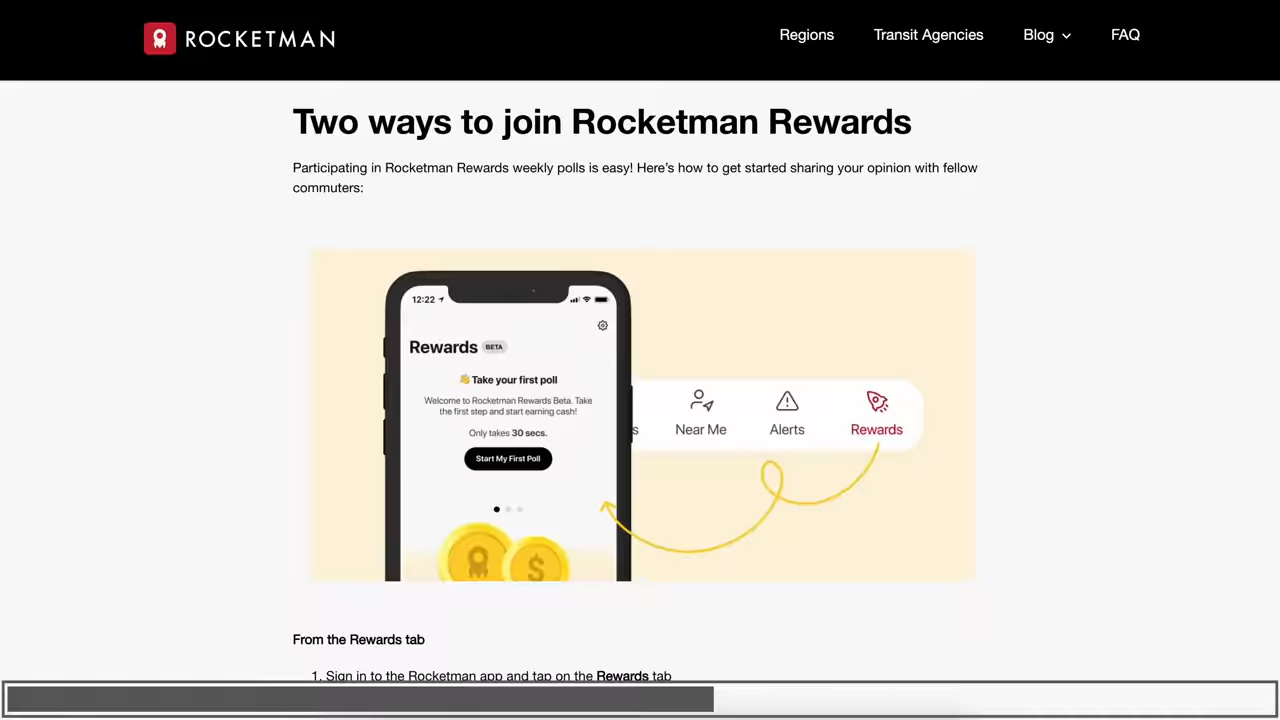 ROCKETMAN
Regions
Transit Agencies
Blog
FAQ
Two ways to join Rocketman Rewards
Participating in Rocketman Rewards weekly polls is easy! Here’s how to get started sharing your opinion with fellow
commuters:
12:22
Rewards BETA
👋 Take your first poll
Welcome to Rocketman Rewards Beta. Take
the first step and start earning cash!
Only takes 30 secs.
Start My First Poll
s
Near Me
Alerts
Rewards
$
From the Rewards tab
1. Sign in to the Rocketman app and tap on the Rewards tab